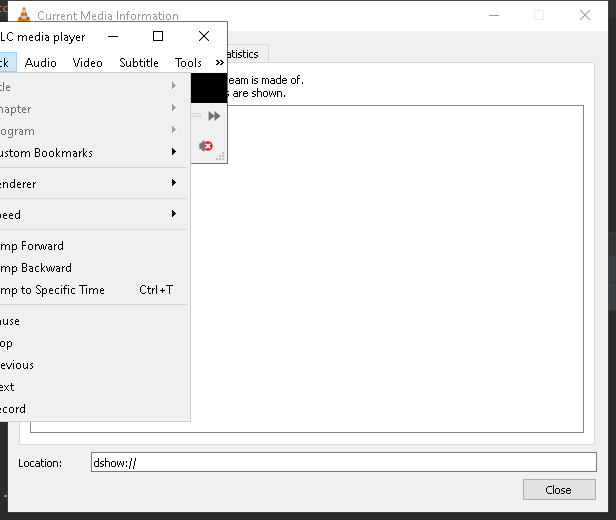 Current Media Information
LC media player
ck Audio Video Subtitle Tools »
atistics
eam is made of.
s are shown.
tle
hapter
ogram
ustom Bookmarks
enderer
peed
mp Forward
mp Backward
mp to Specific Time Ctrl+T
use
op
evious
ext
ecord
Location: dshow://
Close